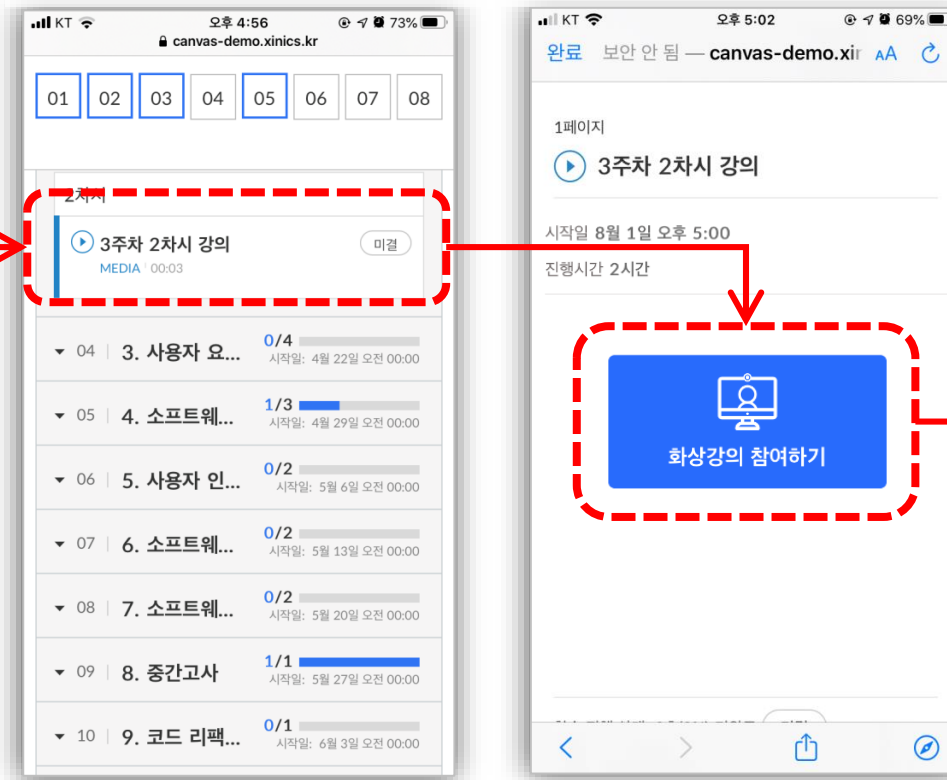 KT 오후 4:56 73%
canvas-demo.xinics.kr
01 02 03 04 05 06 07 08
2차시
3주차 2차시 강의 미결
MEDIA 00:03
04 3. 사용자 요... 0/4
시작일: 4월 22일 오전 00:00
05 4. 소프트웨... 1/3
시작일: 4월 29일 오전 00:00
06 5. 사용자 인... 0/2
시작일: 5월 6일 오전 00:00
07 6. 소프트웨... 0/2
시작일: 5월 13일 오전 00:00
08 7. 소프트웨... 0/2
시작일: 5월 20일 오전 00:00
09 8. 중간고사 1/1
시작일: 5월 27일 오전 00:00
10 9. 코드 리팩... 0/1
시작일: 6월 3일 오전 00:00
KT 오후 5:02 69%
완료 보안 안 됨 — canvas-demo.xir AA
1페이지
3주차 2차시 강의
시작일 8월 1일 오후 5:00
진행시간 2시간
화상강의 참여하기